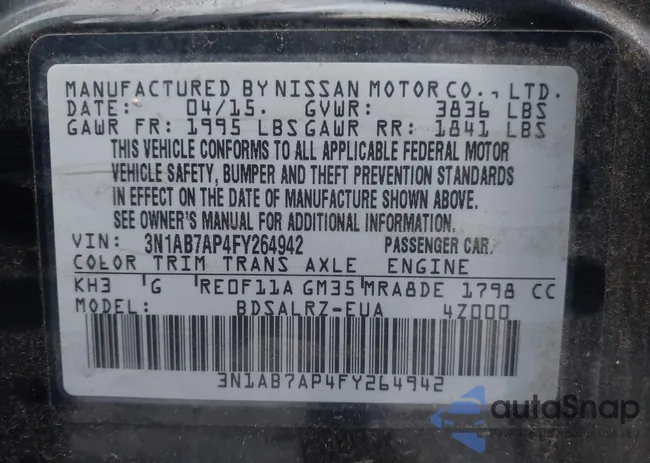 MANUFACTURED BY NISSAN MOTOR CO., LTD.
DATE: 04/15. GVWR: 3836 LBS
GAWR FR: 1995 LBS GAWR RR: 1841 LBS
THIS VEHICLE CONFORMS TO ALL APPLICABLE FEDERAL MOTOR
VEHICLE SAFETY, BUMPER AND THEFT PREVENTION STANDARDS
IN EFFECT ON THE DATE OF MANUFACTURE SHOWN ABOVE.
SEE OWNER'S MANUAL FOR ADDITIONAL INFORMATION.
VIN: 3N1AB7AP4FY264942 PASSENGER CAR.
COLOR TRIM TRANS AXLE ENGINE
KH3 G RE0F11A GM35 MRA8DE 1798 CC
MODEL: BDSALRZ-EUA 4Z000
3N1AB7AP4FY264942
autoSnap